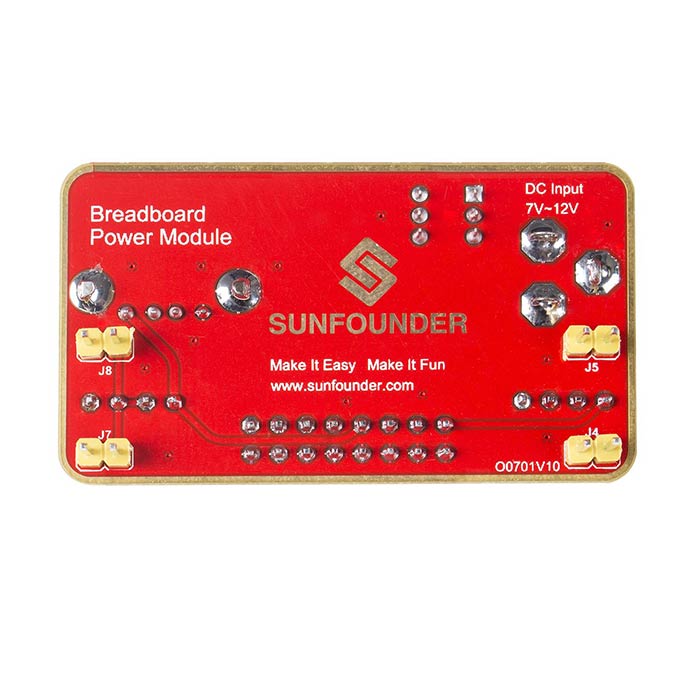 Breadboard
Power Module
DC Input
7V~12V
SUNFOUNDER
J8
J5
Make It Easy Make It Fun
www.sunfounder.com
J7
J4
O0701V10